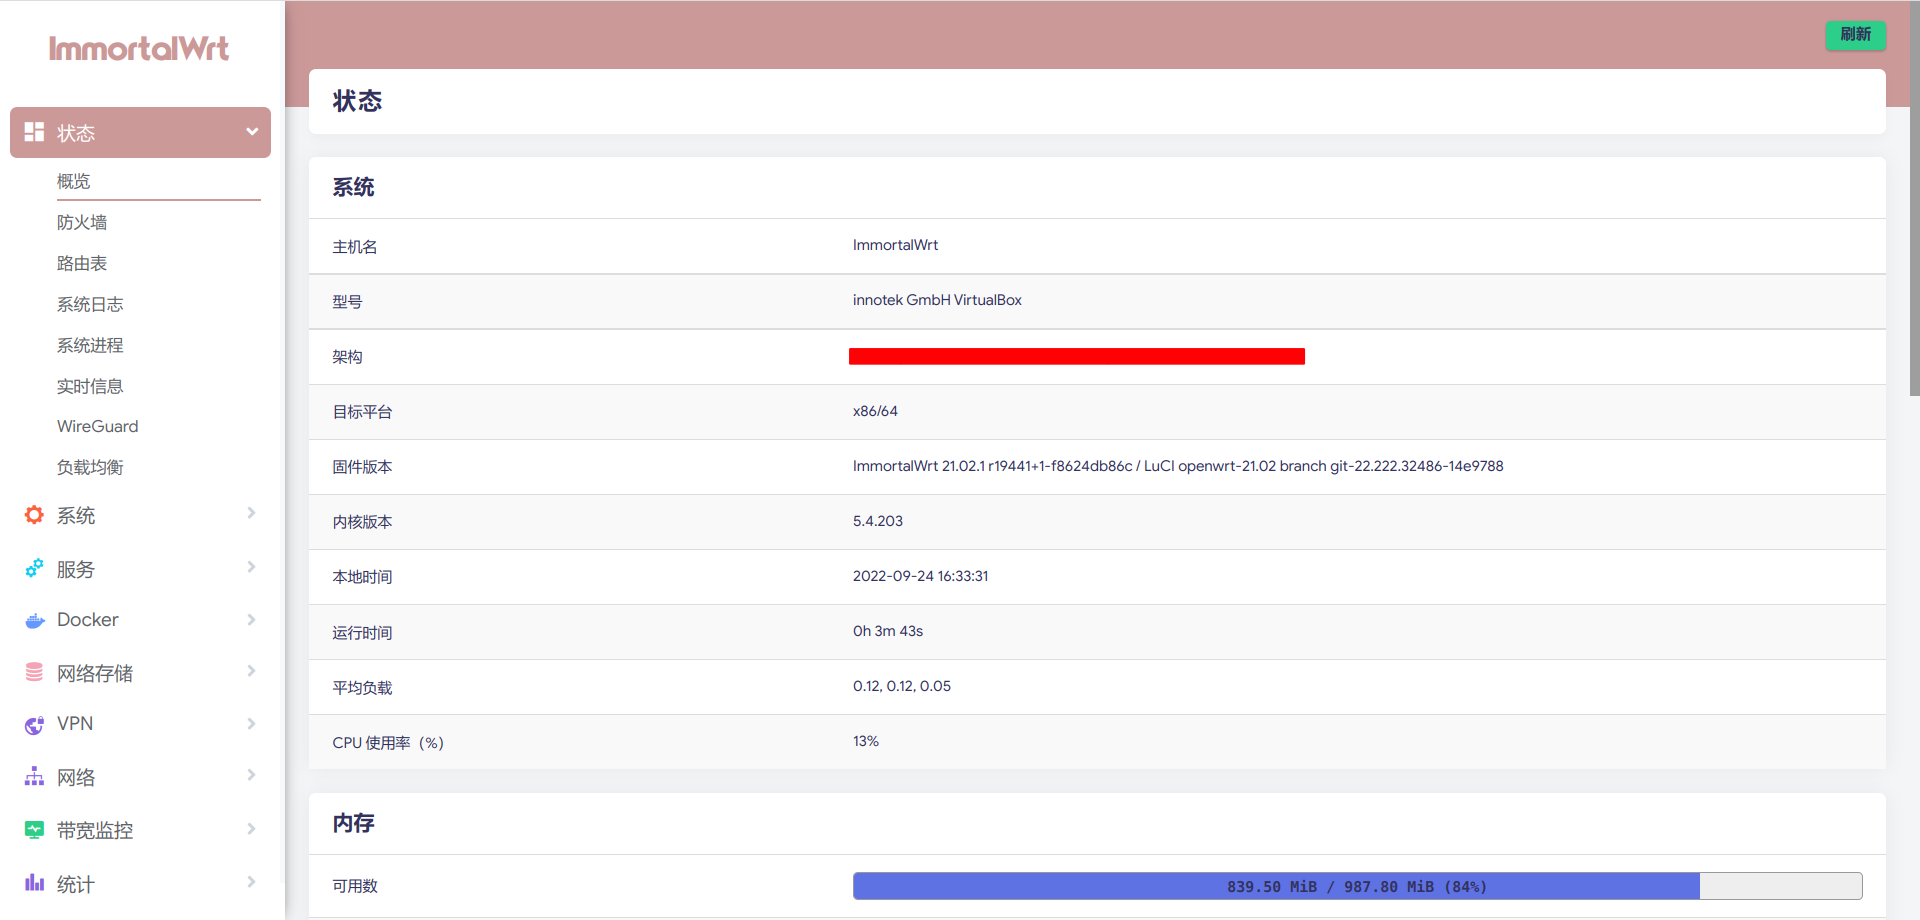 ImmortalWrt
状态
概览
防火墙
路由表
系统日志
系统进程
实时信息
WireGuard
负载均衡
系统
服务
Docker
网络存储
VPN
网络
带宽监控
统计
刷新
状态
系统
主机名 ImmortalWrt
型号 innotek GmbH VirtualBox
架构
目标平台 x86/64
固件版本 ImmortalWrt 21.02.1 r19441+1-f8624db86c / LuCI openwrt-21.02 branch git-22.222.32486-14e9788
内核版本 5.4.203
本地时间 2022-09-24 16:33:31
运行时间 0h 3m 43s
平均负载 0.12, 0.12, 0.05
CPU 使用率（%） 13%
内存
可用数 839.50 MiB / 987.80 MiB (84%)